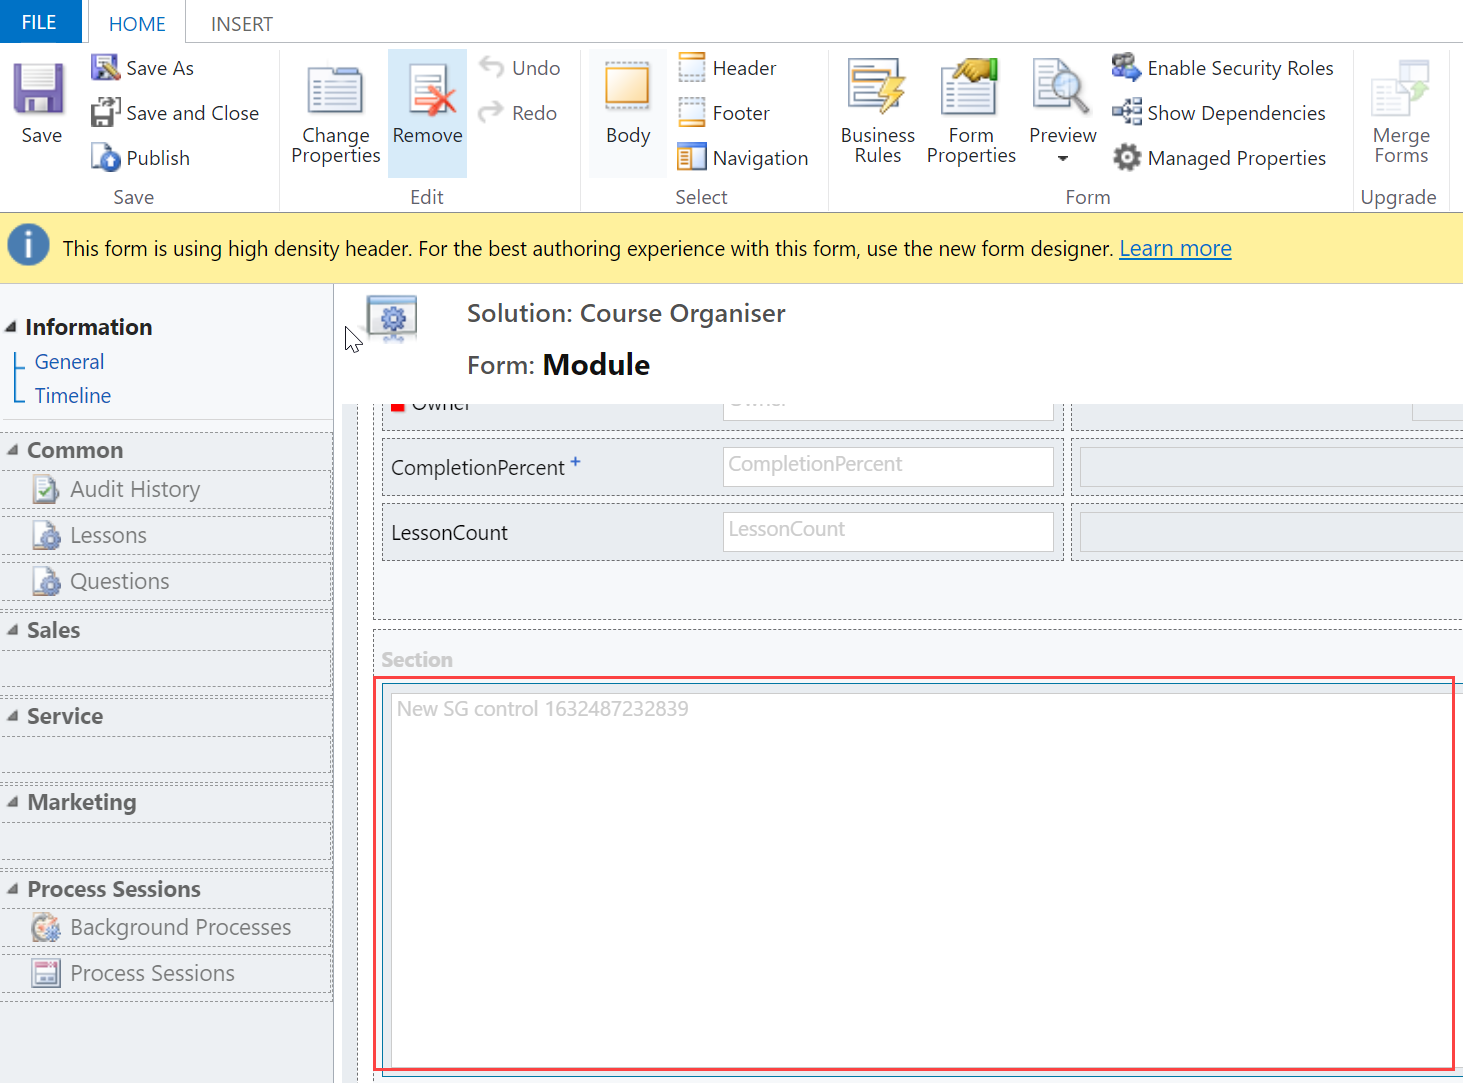 FILE
HOME
INSERT
Save
Save As
Save and Close
Publish
Save
Change
Properties
Remove
Undo
Redo
Edit
Body
Header
Footer
Navigation
Select
Business
Rules
Form
Properties
Preview
Enable Security Roles
Show Dependencies
Managed Properties
Form
Merge
Forms
Upgrade
This form is using high density header. For the best authoring experience with this form, use the new form designer. Learn more
Information
General
Timeline
Common
Audit History
Lessons
Questions
Sales
Service
Marketing
Process Sessions
Background Processes
Process Sessions
Solution: Course Organiser
Form: Module
Owner
Owner
CompletionPercent +
CompletionPercent
LessonCount
LessonCount
Section
New SG control 1632487232839